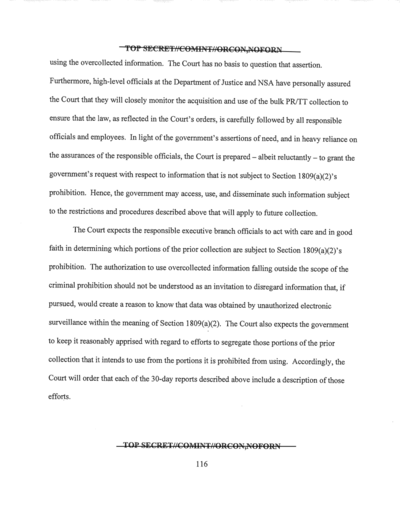 TOP SECRET//COMINT//ORCON,NOFORN
using the overcollected information. The Court has no basis to question that assertion.
Furthermore, high-level officials at the Department of Justice and NSA have personally assured
the Court that they will closely monitor the acquisition and use of the bulk PR/TT collection to
ensure that the law, as reflected in the Court's orders, is carefully followed by all responsible
officials and employees. In light of the government's assertions of need, and in heavy reliance on
the assurances of the responsible officials, the Court is prepared – albeit reluctantly – to grant the
government's request with respect to information that is not subject to Section 1809(a)(2)'s
prohibition. Hence, the government may access, use, and disseminate such information subject
to the restrictions and procedures described above that will apply to future collection.
The Court expects the responsible executive branch officials to act with care and in good
faith in determining which portions of the prior collection are subject to Section 1809(a)(2)'s
prohibition. The authorization to use overcollected information falling outside the scope of the
criminal prohibition should not be understood as an invitation to disregard information that, if
pursued, would create a reason to know that data was obtained by unauthorized electronic
surveillance within the meaning of Section 1809(a)(2). The Court also expects the government
to keep it reasonably apprised with regard to efforts to segregate those portions of the prior
collection that it intends to use from the portions it is prohibited from using. Accordingly, the
Court will order that each of the 30-day reports described above include a description of those
efforts.
TOP SECRET//COMINT//ORCON,NOFORN
116